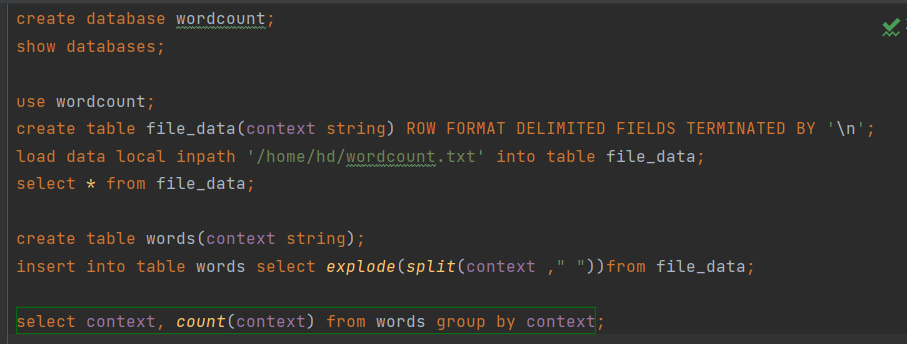 create database wordcount;
show databases;
use wordcount;
create table file_data(context string) ROW FORMAT DELIMITED FIELDS TERMINATED BY '\n';
load data local inpath '/home/hd/wordcount.txt' into table file_data;
select * from file_data;
create table words(context string);
insert into table words select explode(split(context ," "))from file_data;
select context, count(context) from words group by context;